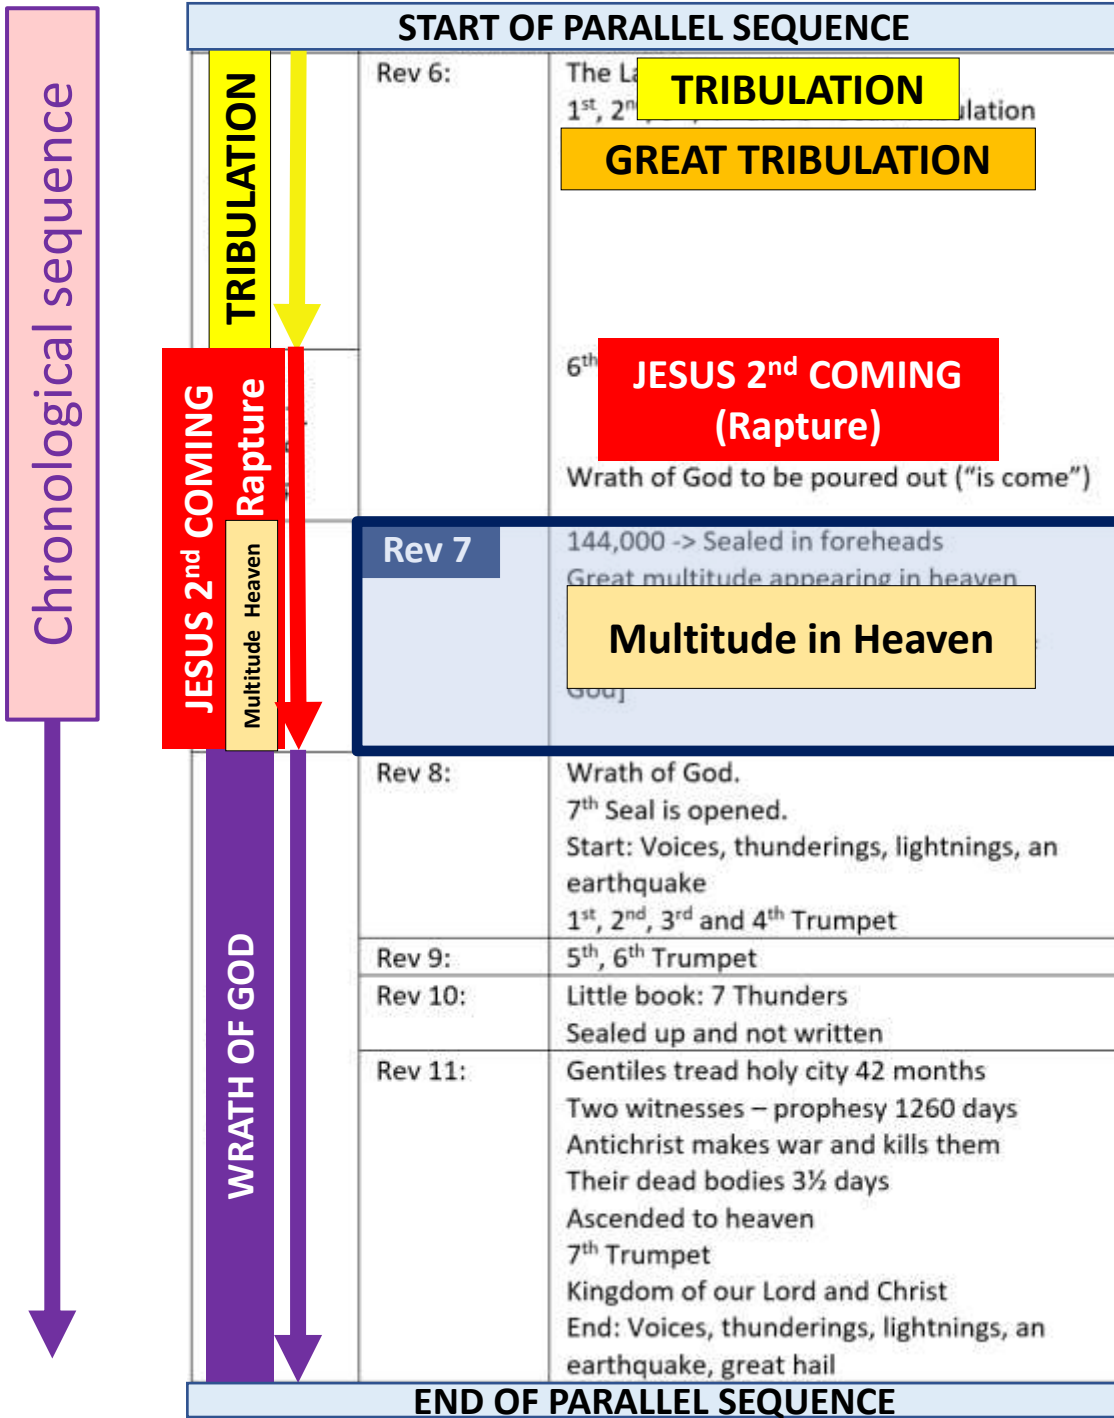 START OF PARALLEL SEQUENCE
Chronological sequence
TRIBULATION
JESUS 2nd COMING
Rapture
Multitude Heaven
WRATH OF GOD
Rev 6:
The La
TRIBULATION
1st, 2nd
ulation
GREAT TRIBULATION
6th
JESUS 2nd COMING
(Rapture)
Wrath of God to be poured out (“is come”)
Rev 7
144,000 -> Sealed in foreheads
Great multitude appearing in heaven
Multitude in Heaven
God]
Rev 8:
Wrath of God.
7th Seal is opened.
Start: Voices, thunderings, lightnings, an
earthquake
1st, 2nd, 3rd and 4th Trumpet
Rev 9:
5th, 6th Trumpet
Rev 10:
Little book: 7 Thunders
Sealed up and not written
Rev 11:
Gentiles tread holy city 42 months
Two witnesses – prophesy 1260 days
Antichrist makes war and kills them
Their dead bodies 3½ days
Ascended to heaven
7th Trumpet
Kingdom of our Lord and Christ
End: Voices, thunderings, lightnings, an
earthquake, great hail
END OF PARALLEL SEQUENCE